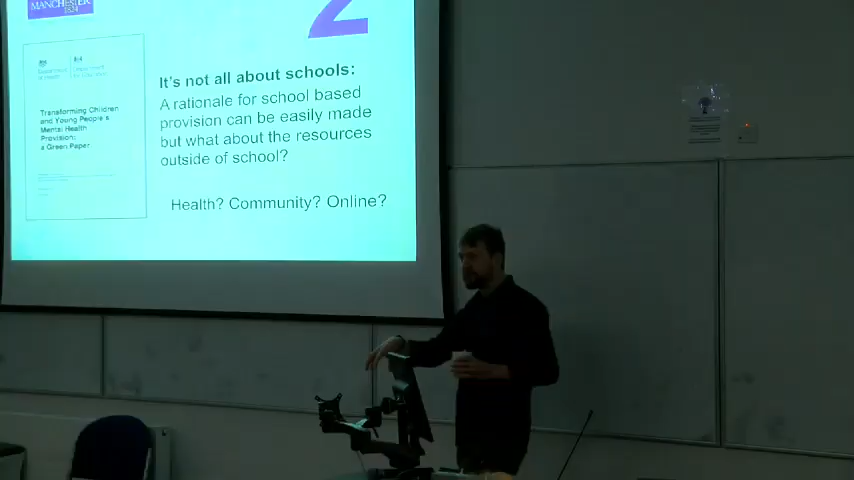 MANCHESTER
1824
2
It's not all about schools:
A rationale for school based
provision can be easily made
but what about the resources
outside of school?
Health? Community? Online?
Transforming Children
and Young People's
Mental Health
Provision:
a Green Paper